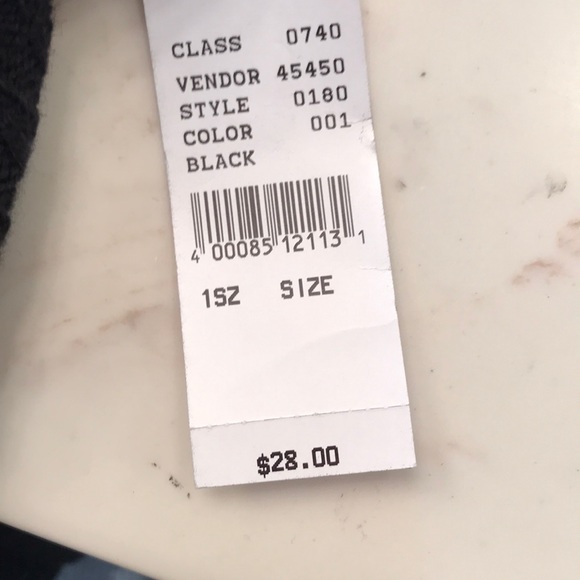 CLASS 0740
VENDOR 45450
STYLE 0180
COLOR 001
BLACK
4 00085 12113 1
1SZ SIZE
$28.00